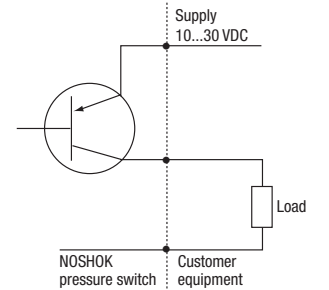 Supply
10...30 VDC
Load
NOSHOK
pressure switch
Customer
equipment